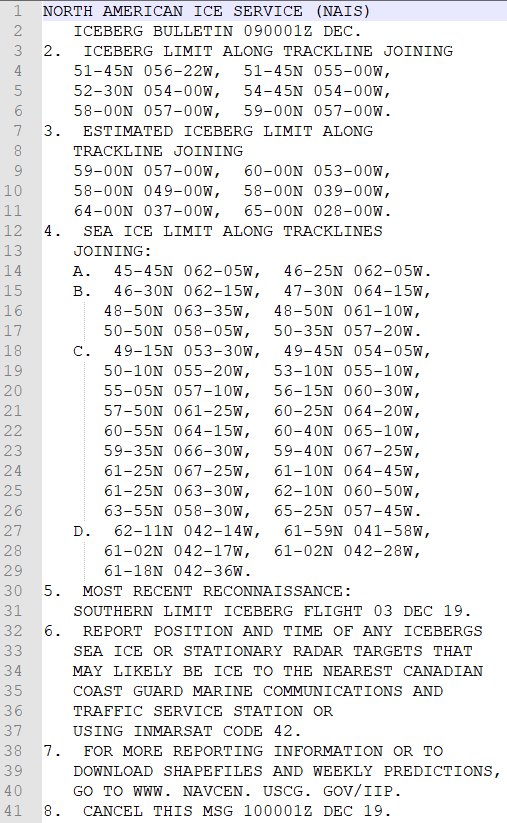 1 NORTH AMERICAN ICE SERVICE (NAIS)
2 ICEBERG BULLETIN 090001Z DEC.
3 2. ICEBERG LIMIT ALONG TRACKLINE JOINING
4 51-45N 056-22W, 51-45N 055-00W,
5 52-30N 054-00W, 54-45N 054-00W,
6 58-00N 057-00W, 59-00N 057-00W.
7 3. ESTIMATED ICEBERG LIMIT ALONG
8 TRACKLINE JOINING
9 59-00N 057-00W, 60-00N 053-00W,
10 58-00N 049-00W, 58-00N 039-00W,
11 64-00N 037-00W, 65-00N 028-00W.
12 4. SEA ICE LIMIT ALONG TRACKLINES
13 JOINING:
14 A. 45-45N 062-05W, 46-25N 062-05W.
15 B. 46-30N 062-15W, 47-30N 064-15W,
16 48-50N 063-35W, 48-50N 061-10W,
17 50-50N 058-05W, 50-35N 057-20W.
18 C. 49-15N 053-30W, 49-45N 054-05W,
19 50-10N 055-20W, 53-10N 055-10W,
20 55-05N 057-10W, 56-15N 060-30W,
21 57-50N 061-25W, 60-25N 064-20W,
22 60-55N 064-15W, 60-40N 065-10W,
23 59-35N 066-30W, 59-40N 067-25W,
24 61-25N 067-25W, 61-10N 064-45W,
25 61-25N 063-30W, 62-10N 060-50W,
26 63-55N 058-30W, 65-25N 057-45W.
27 D. 62-11N 042-14W, 61-59N 041-58W,
28 61-02N 042-17W, 61-02N 042-28W,
29 61-18N 042-36W.
30 5. MOST RECENT RECONNAISSANCE:
31 SOUTHERN LIMIT ICEBERG FLIGHT 03 DEC 19.
32 6. REPORT POSITION AND TIME OF ANY ICEBERGS
33 SEA ICE OR STATIONARY RADAR TARGETS THAT
34 MAY LIKELY BE ICE TO THE NEAREST CANADIAN
35 COAST GUARD MARINE COMMUNICATIONS AND
36 TRAFFIC SERVICE STATION OR
37 USING INMARSAT CODE 42.
38 7. FOR MORE REPORTING INFORMATION OR TO
39 DOWNLOAD SHAPEFILES AND WEEKLY PREDICTIONS,
40 GO TO WWW. NAVCEN. USCG. GOV/IIP.
41 8. CANCEL THIS MSG 100001Z DEC 19.